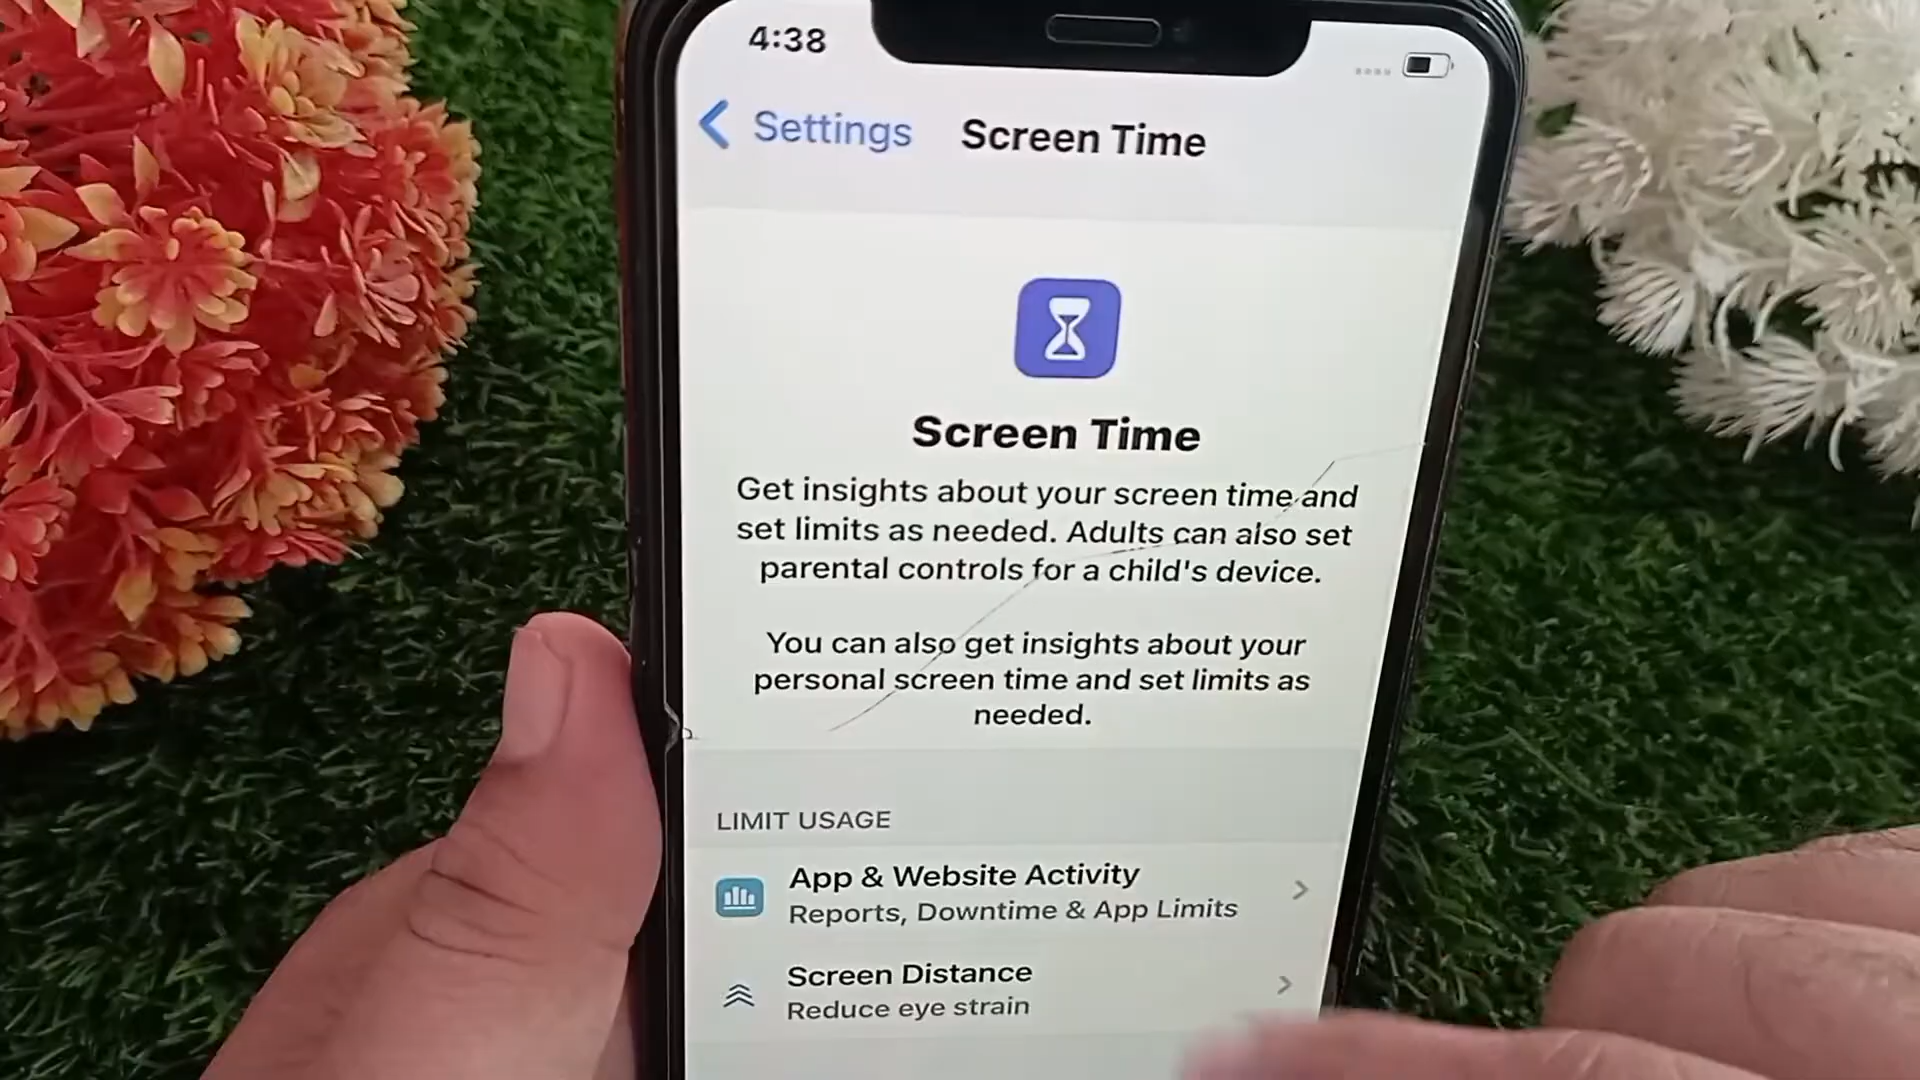 4:38
Settings
Screen Time
Screen Time
Get insights about your screen time and
set limits as needed. Adults can also set
parental controls for a child's device.
You can also get insights about your
personal screen time and set limits as
needed.
LIMIT USAGE
App & Website Activity
Reports, Downtime & App Limits
Screen Distance
Reduce eye strain